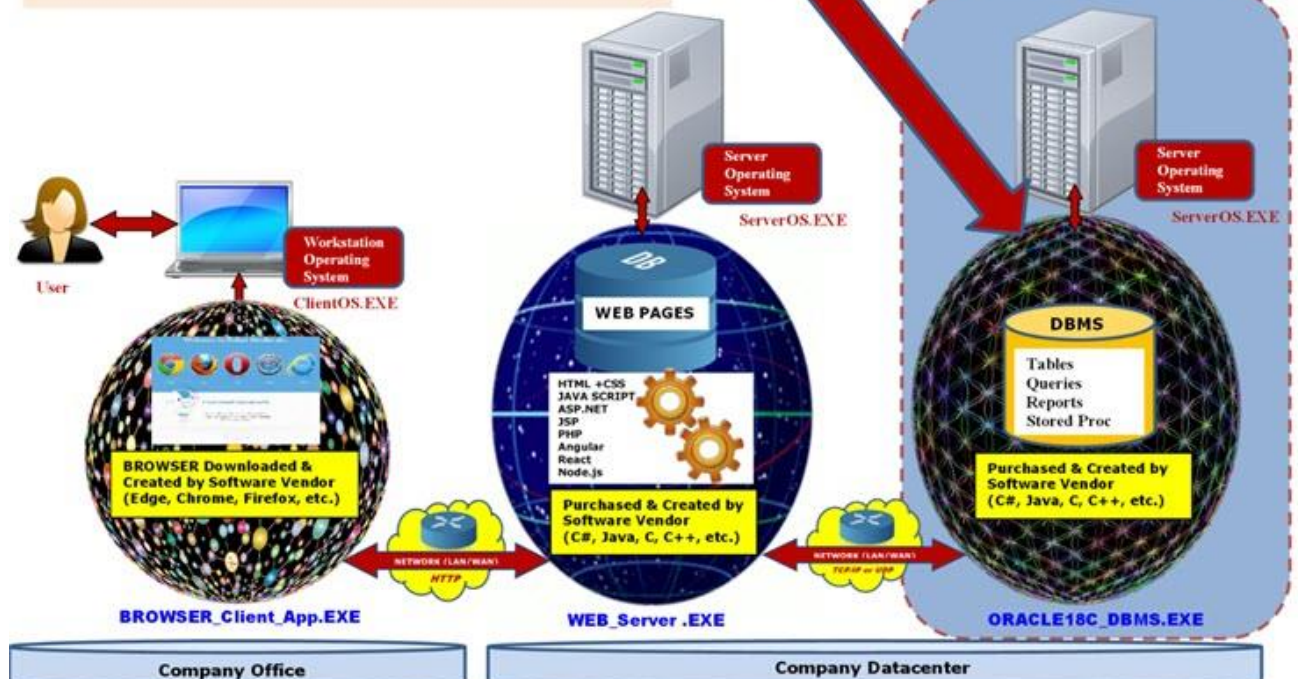 Server
Operating
System
ServerOS.EXE
Server
Operating
System
ServerOS.EXE
User
Workstation
Operating
System
ClientOS.EXE
DB
WEB PAGES
HTML +CSS
JAVA SCRIPT
ASP.NET
JSP
PHP
Angular
React
Node.js
DBMS
Tables
Queries
Reports
Stored Proc
BROWSER Downloaded &
Created by Software Vendor
(Edge, Chrome, Firefox, etc.)
Purchased & Created by
Software Vendor
(C#, Java, C, C++, etc.)
Purchased & Created by
Software Vendor
(C#, Java, C, C++, etc.)
NETWORK (LAN/WAN)
HTTP
NETWORK (LAN/WAN)
TCP/IP or UDP
BROWSER_Client_App.EXE
WEB_Server .EXE
ORACLE18C_DBMS.EXE
Company Office
Company Datacenter